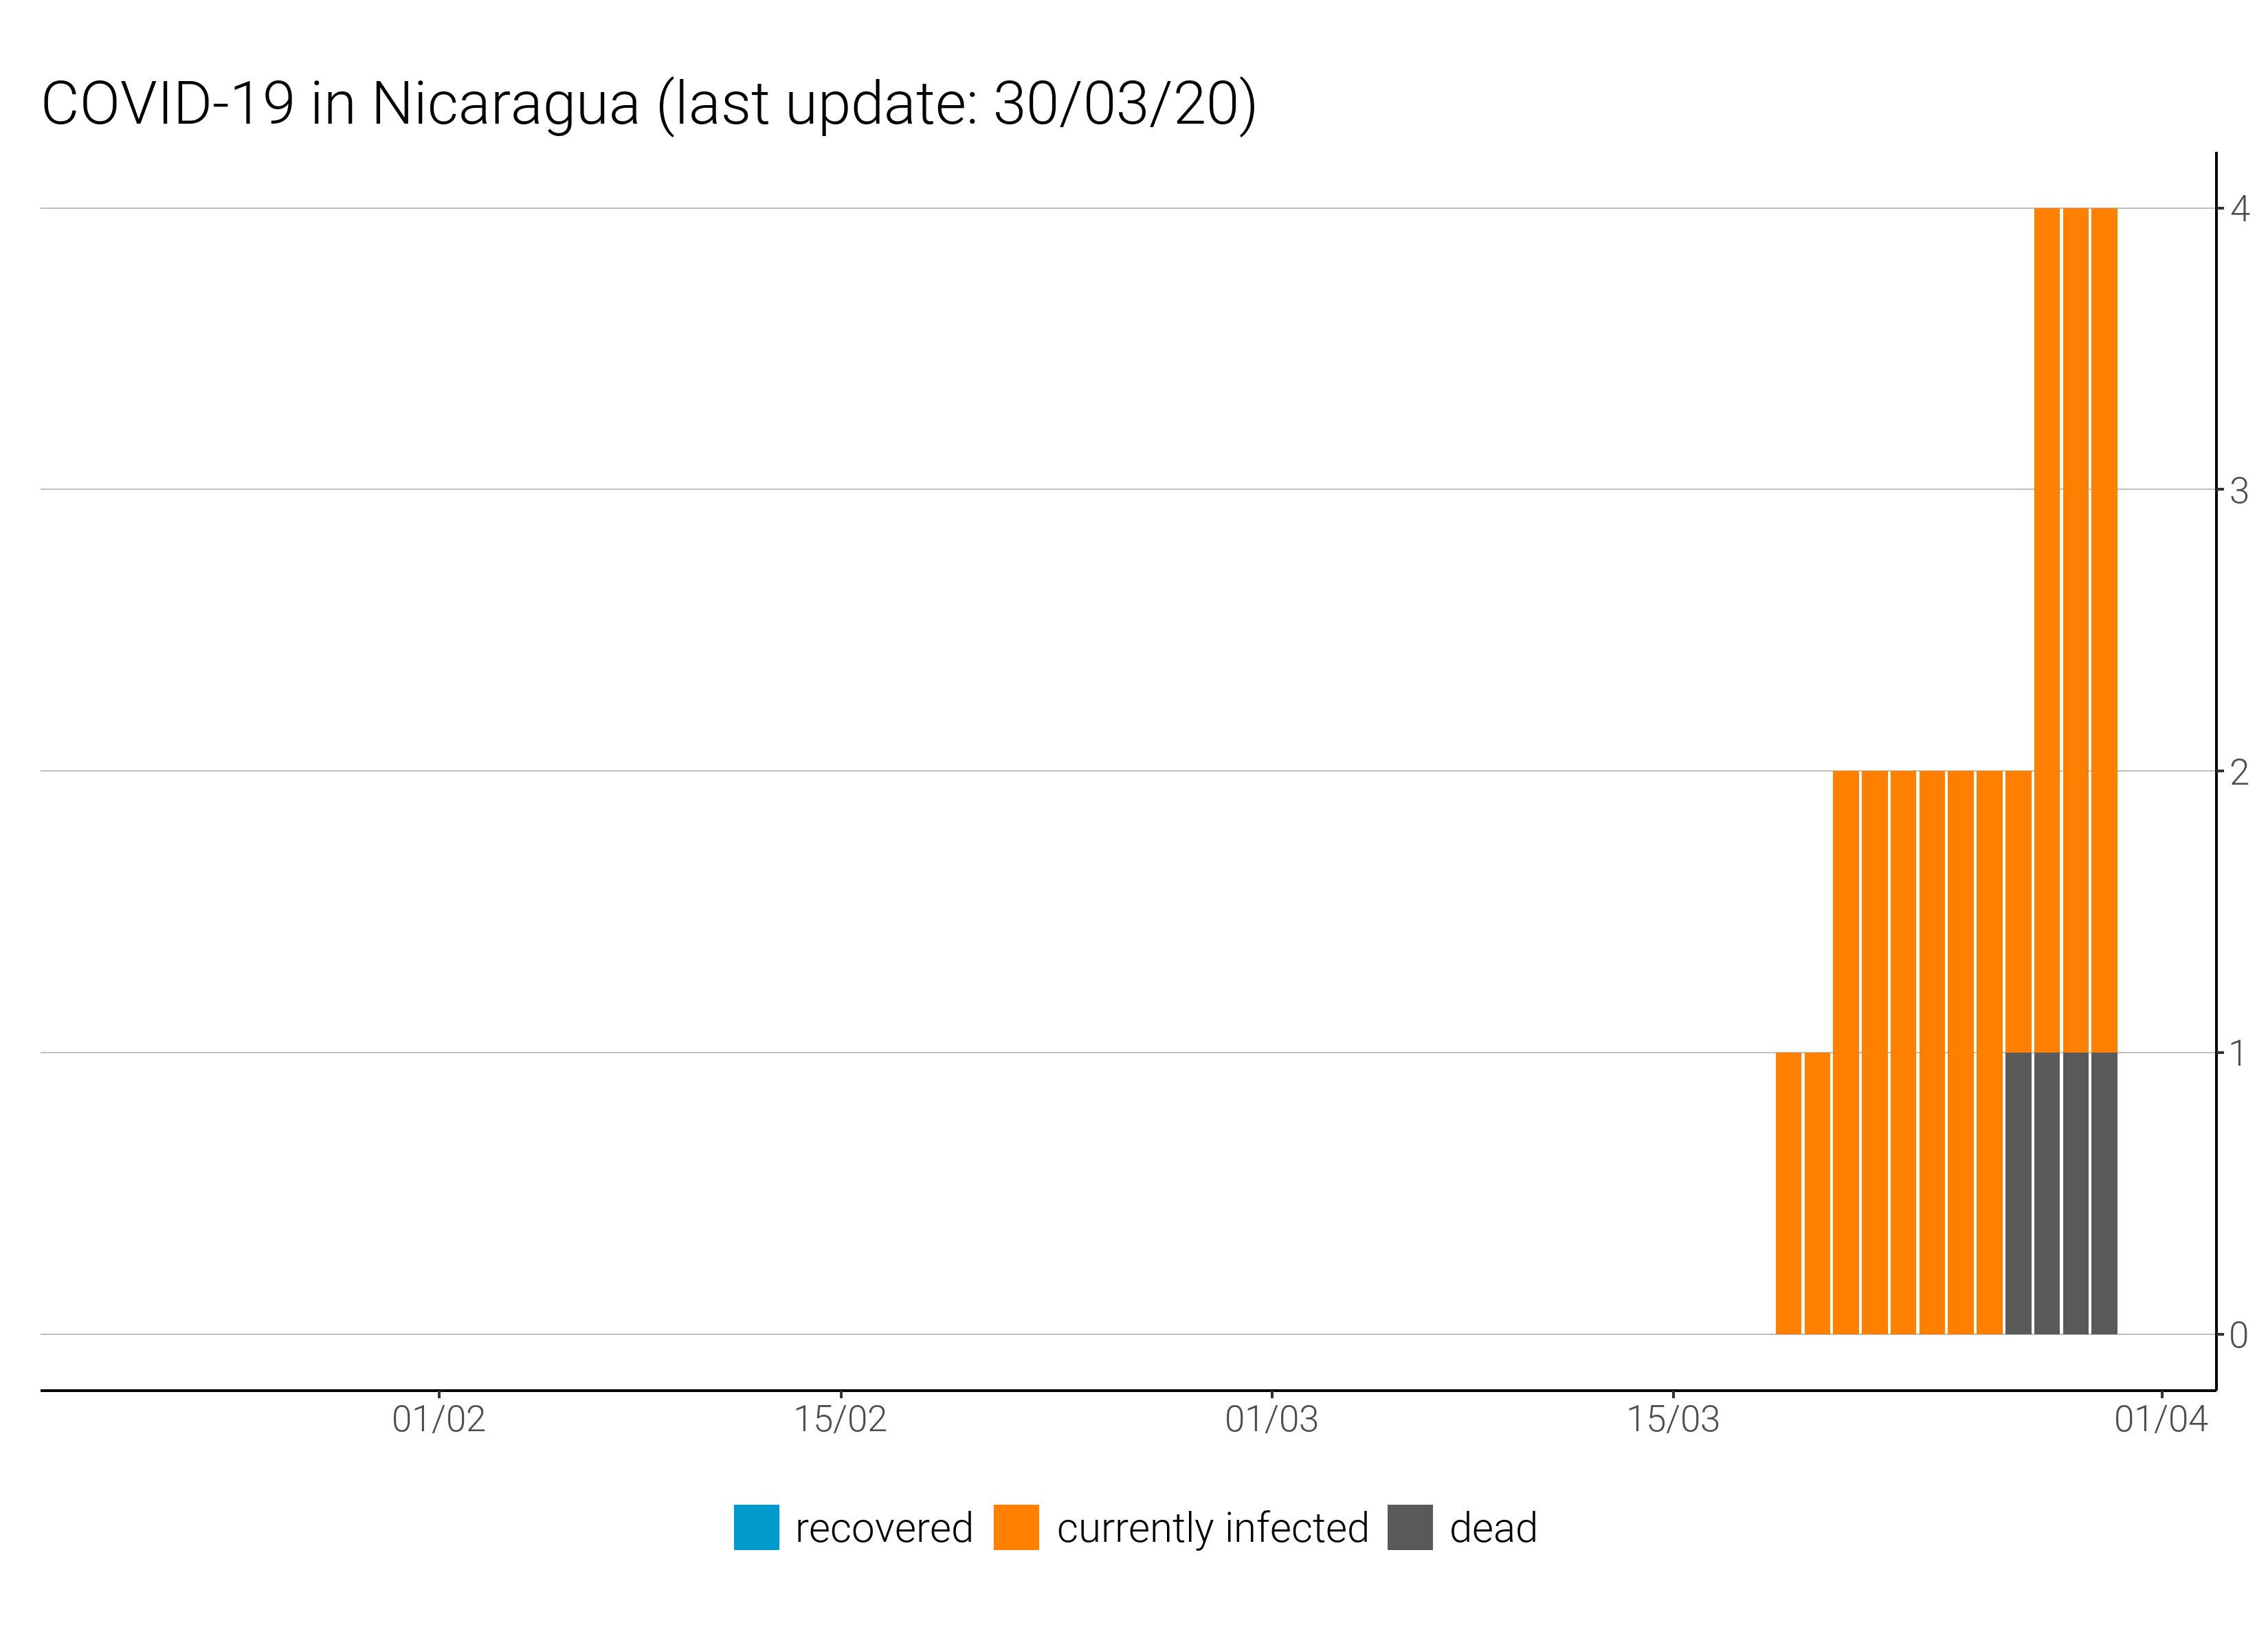 COVID-19 in Nicaragua (last update: 30/03/20)
4
3
2
1
0
01/02 15/02 01/03 15/03 01/04
recovered currently infected dead